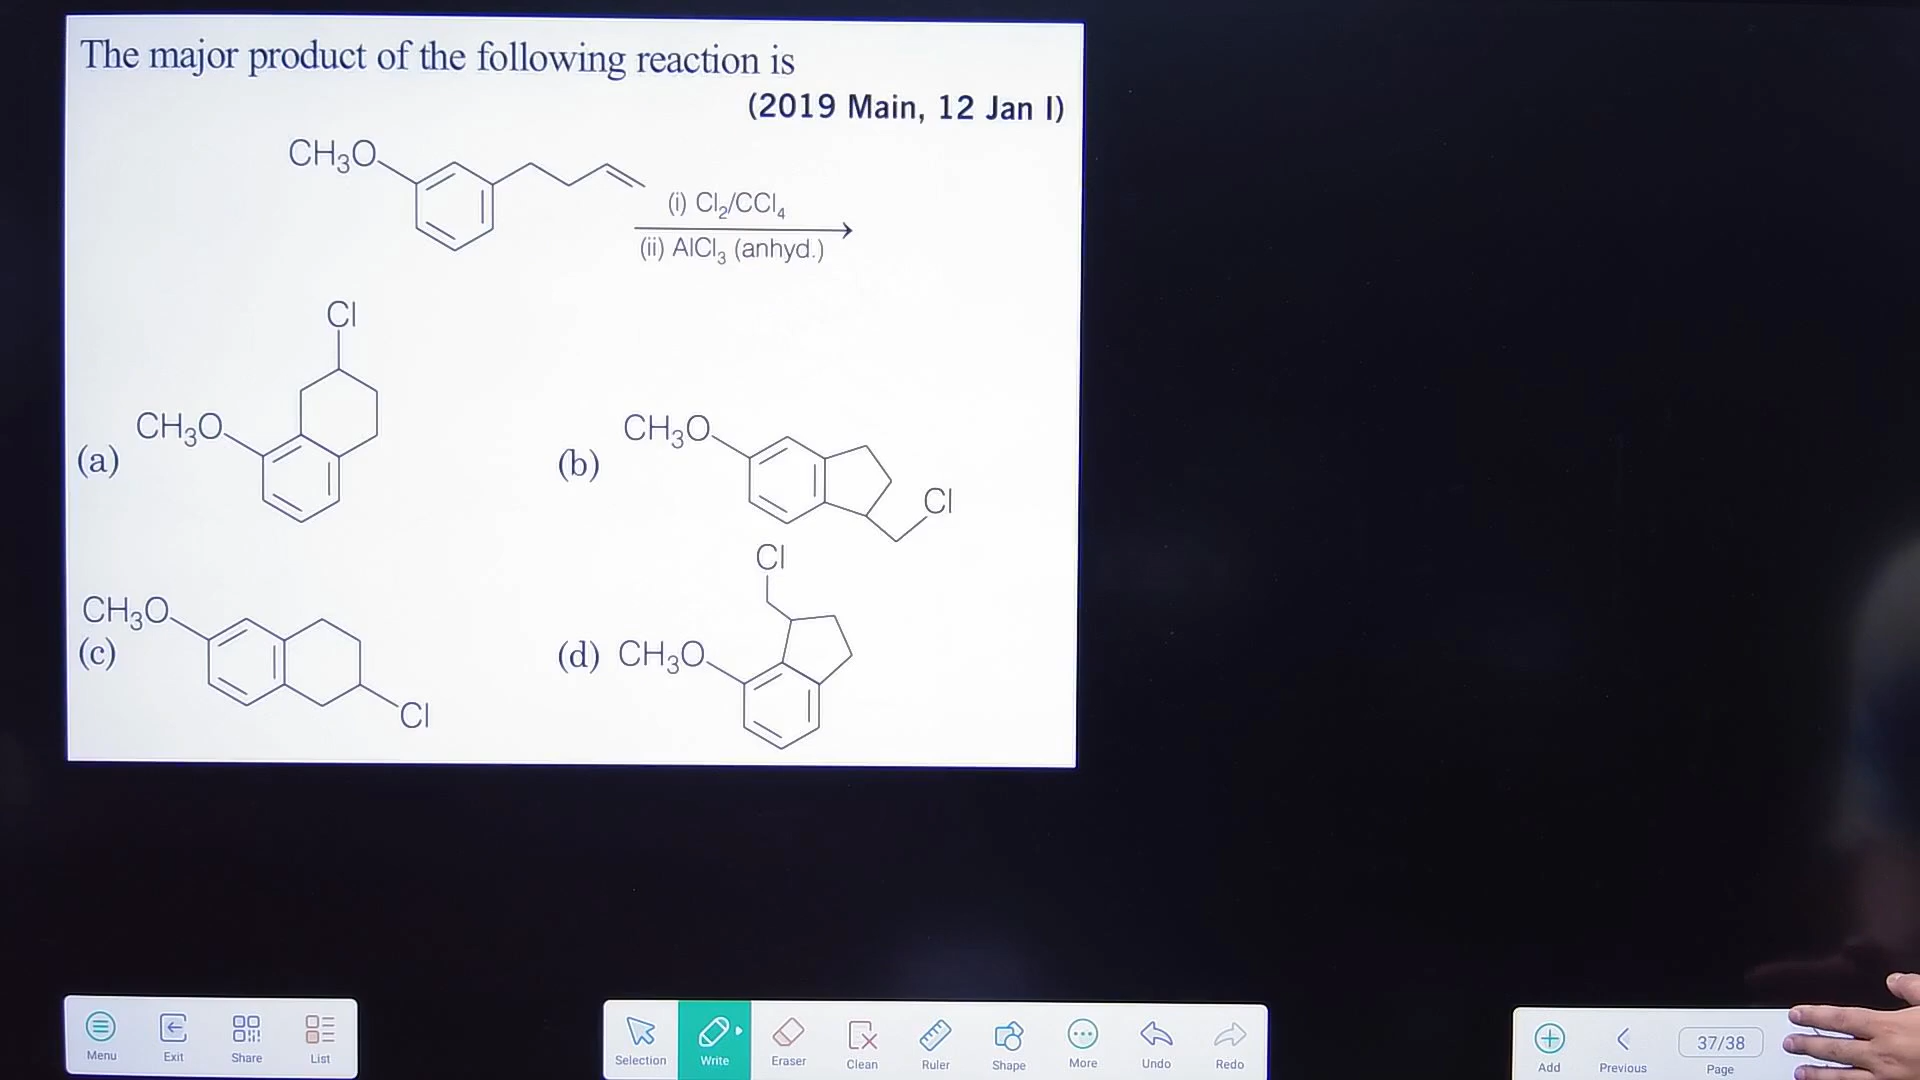 The major product of the following reaction is
(2019 Main, 12 Jan I)
CH₃O
(i) Cl₂/CCl₄
(ii) AlCl₃ (anhyd.)
Cl
CH₃O
(a)
CH₃O
(b)
Cl
CH₃O
(c)
Cl
Cl
(d) CH₃O
Menu
Exit
Share
List
Selection
Write
Eraser
Clean
Ruler
Shape
More
Undo
Redo
Add
Previous
37/38
Page